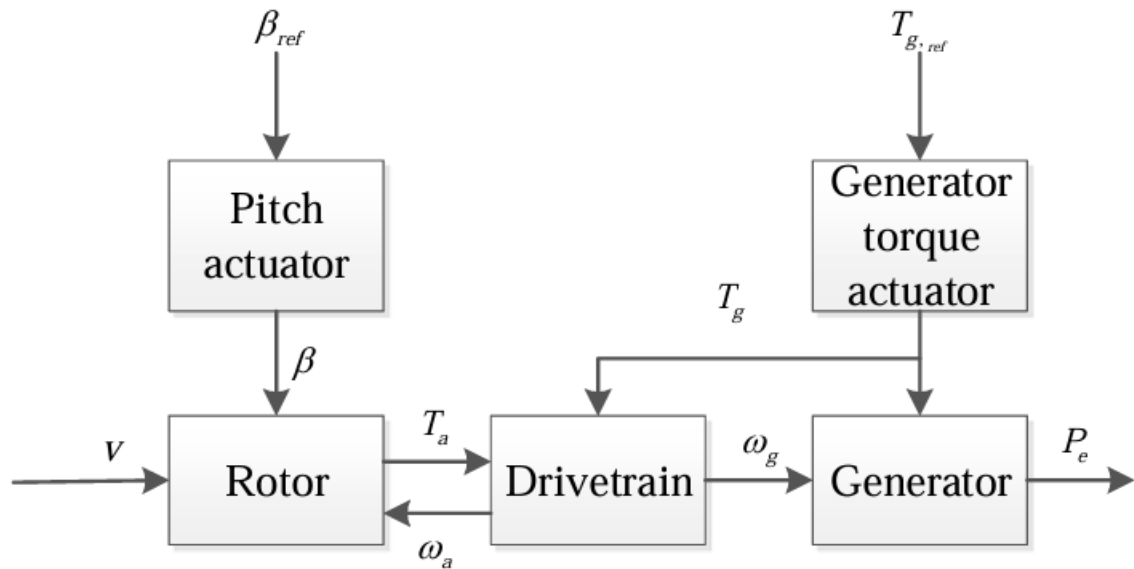 β_ref
T_g,ref
Pitch
actuator
Generator
torque
actuator
T_g
β
v
Rotor
T_a
ω_a
Drivetrain
ω_g
Generator
P_e